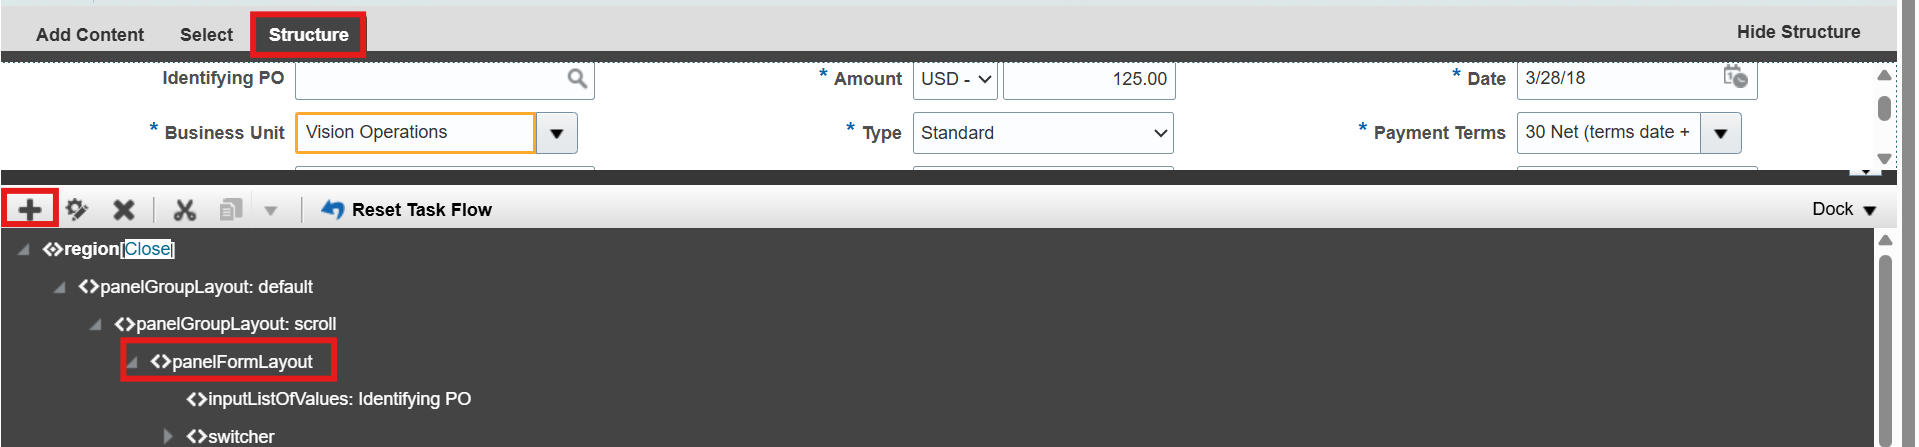 Add Content Select Structure Hide Structure
Identifying PO * Amount USD - 125.00 * Date 3/28/18
* Business Unit Vision Operations * Type Standard * Payment Terms 30 Net (terms date +
Reset Task Flow Dock
<>region[Close]
<>panelGroupLayout: default
<>panelGroupLayout: scroll
<>panelFormLayout
<>inputListOfValues: Identifying PO
<>switcher